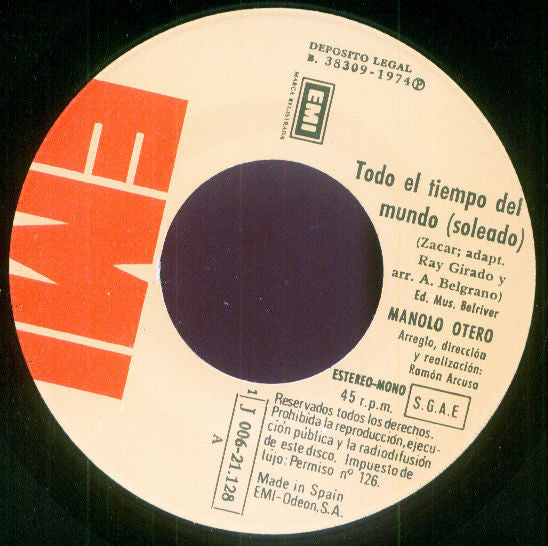 EMI
DEPOSITO LEGAL
B. 38309-1974 Ⓟ
EMI
MARCA REGISTRADA
Todo el tiempo del
mundo (soleado)
(Zacar; adapt.
Ray Girado y
arr. A. Belgrano)
Ed. Mus. Belriver
MANOLO OTERO
Arreglo, dirección
y realización:
Ramón Arcusa
ESTEREO-MONO
45 r.p.m.
S.G.A.E
Reservados todos los derechos.
Prohibida la reproducción, ejecu-
ción pública y la radiodifusión
de este disco. Impuesto de
lujo: Permiso nº 126.
Made in Spain
EMI-Odeon, S.A.
1 J 006-21.128
A